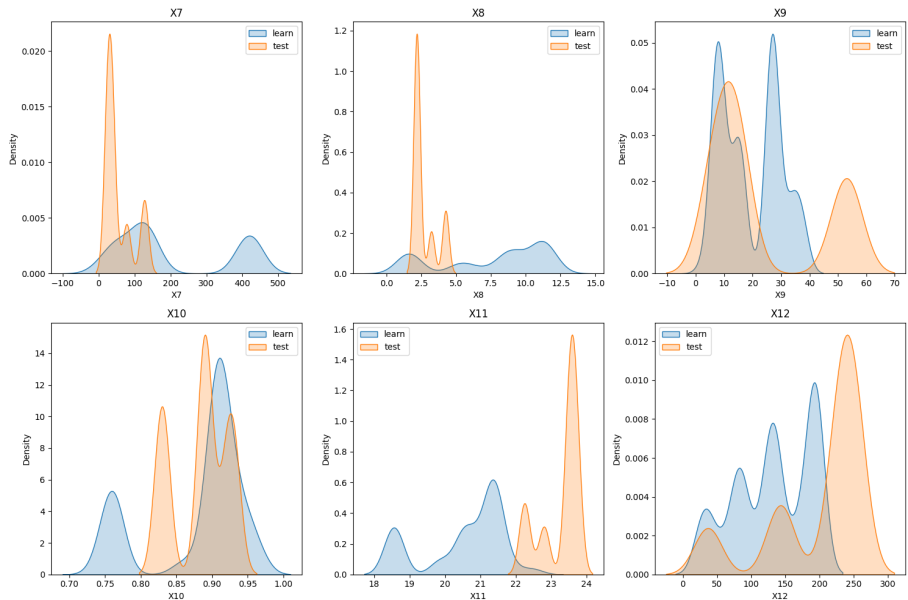 X7
learn
test
Density
0.020
0.015
0.010
0.005
0.000
−100 0 100 200 300 400 500
X7
X8
learn
test
Density
1.2
1.0
0.8
0.6
0.4
0.2
0.0
0.0 2.5 5.0 7.5 10.0 12.5 15.0
X8
X9
learn
test
Density
0.05
0.04
0.03
0.02
0.01
0.00
−10 0 10 20 30 40 50 60 70
X9
X10
learn
test
Density
14
12
10
8
6
4
2
0
0.70 0.75 0.80 0.85 0.90 0.95 1.00
X10
X11
learn
test
Density
1.6
1.4
1.2
1.0
0.8
0.6
0.4
0.2
0.0
18 19 20 21 22 23 24
X11
X12
learn
test
Density
0.012
0.010
0.008
0.006
0.004
0.002
0.000
0 50 100 150 200 250 300
X12